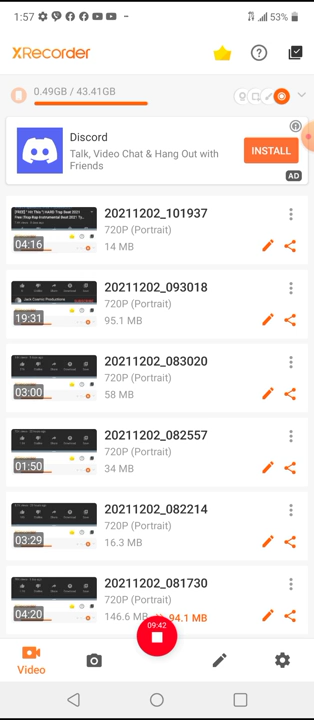 1:57
53%
XRecorder
0.49GB / 43.41GB
Discord
Talk, Video Chat & Hang Out with
Friends
INSTALL
AD
20211202_101937
720P (Portrait)
14 MB
04:16
20211202_093018
720P (Portrait)
95.1 MB
19:31
20211202_083020
720P (Portrait)
58 MB
03:00
20211202_082557
720P (Portrait)
34 MB
01:50
20211202_082214
720P (Portrait)
16.3 MB
03:29
20211202_081730
720P (Portrait)
146.6 MB
94.1 MB
04:20
09:42
Video